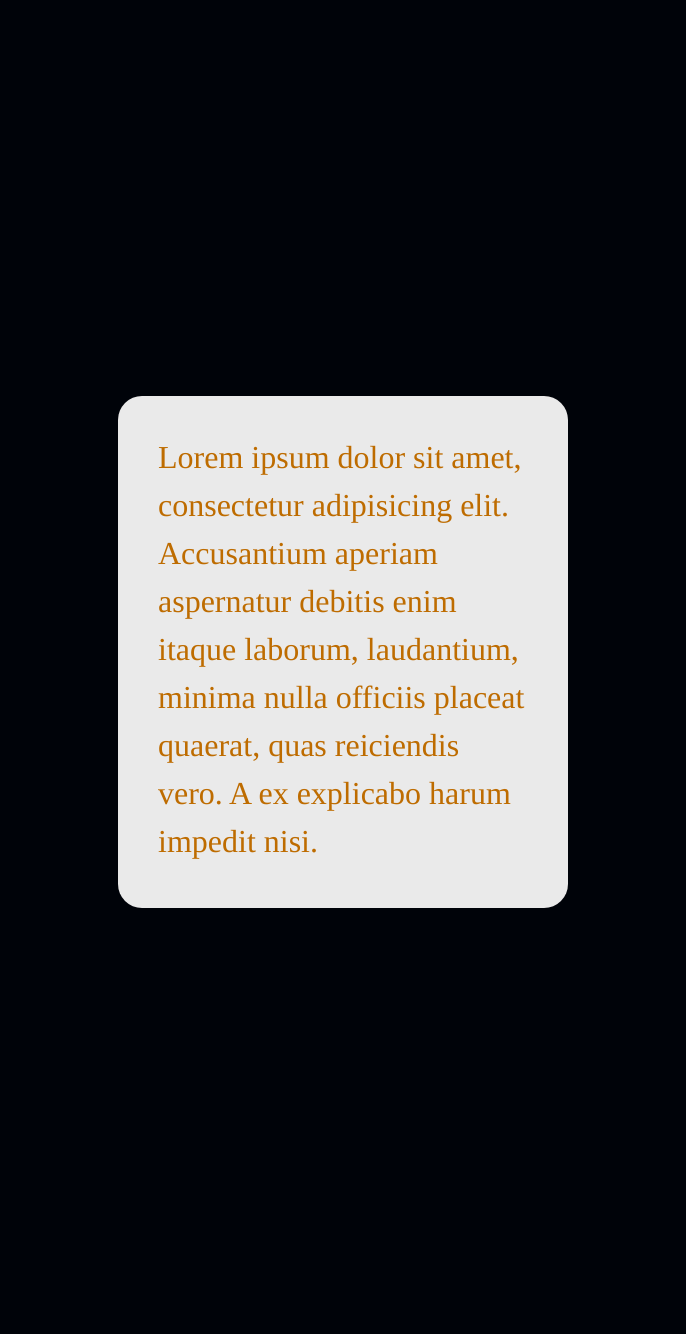 Lorem ipsum dolor sit amet,
consectetur adipisicing elit.
Accusantium aperiam
aspernatur debitis enim
itaque laborum, laudantium,
minima nulla officiis placeat
quaerat, quas reiciendis
vero. A ex explicabo harum
impedit nisi.